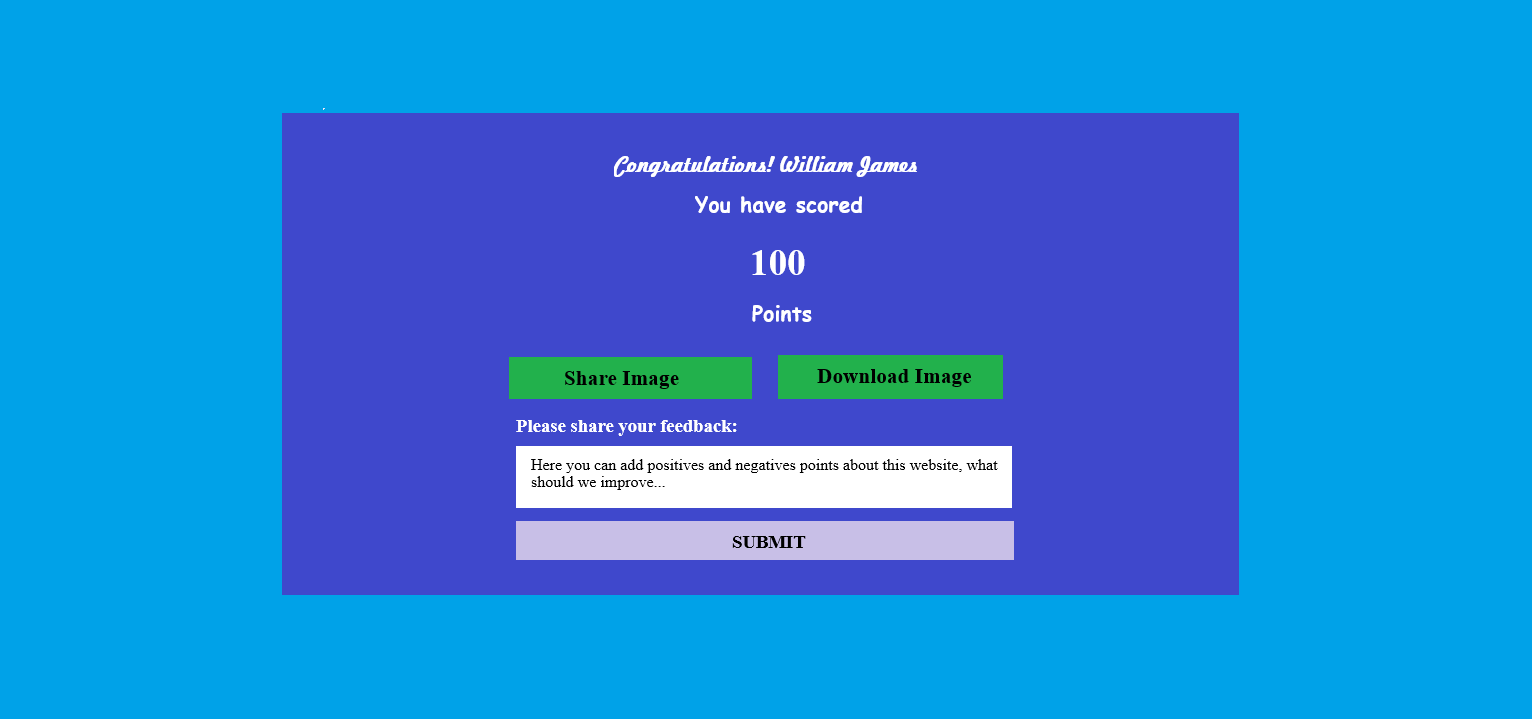 Congratulations! William James
You have scored
100
Points
Share Image
Download Image
Please share your feedback:
Here you can add positives and negatives points about this website, what
should we improve...
SUBMIT